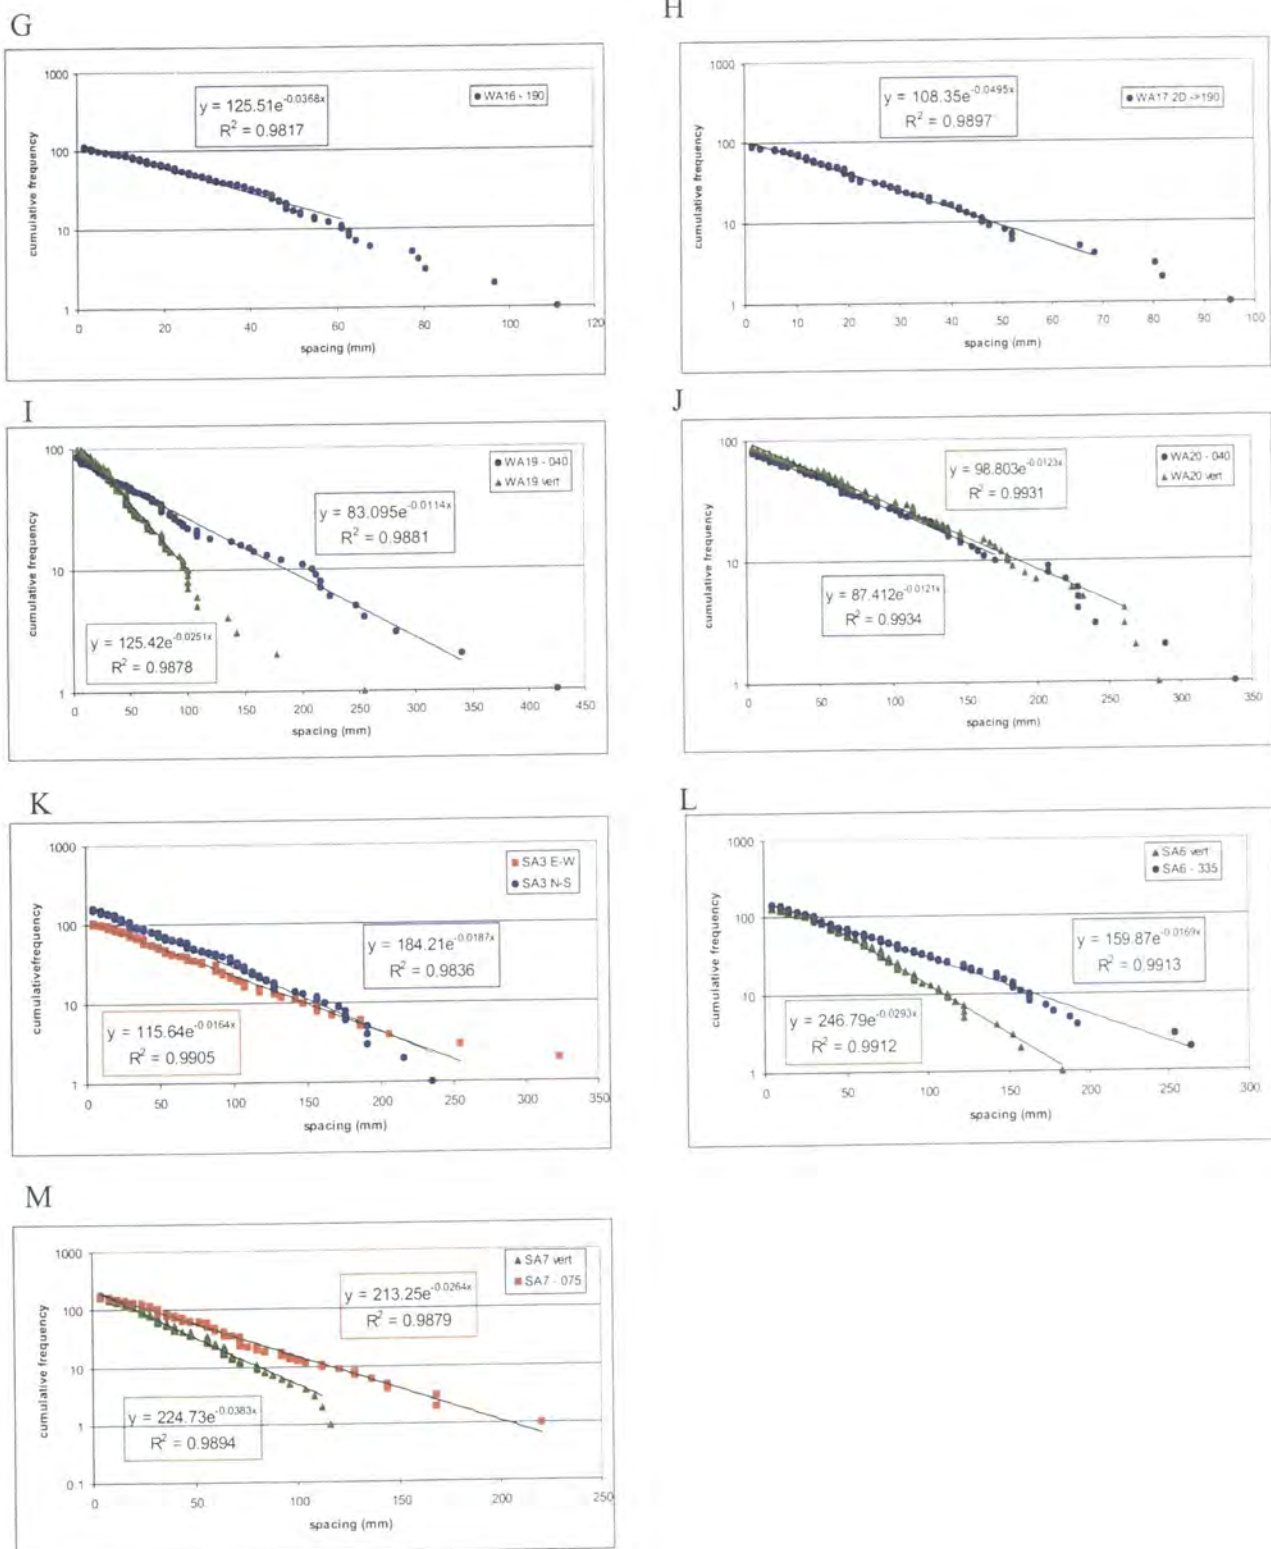 G
1000
100
10
1
cumulative frequency
y = 125.51e^-0.0368x
R² = 0.9817
WA16 - 190
0 20 40 60 80 100 120
spacing (mm)
H
1000
100
10
1
cumulative frequency
y = 108.35e^-0.0495x
R² = 0.9897
WA17 2D ->190
0 10 20 30 40 50 60 70 80 90 100
spacing (mm)
I
100
10
1
cumulative frequency
WA19 - 040
WA19 vert
y = 83.095e^-0.0114x
R² = 0.9881
y = 125.42e^-0.0251x
R² = 0.9878
0 50 100 150 200 250 300 350 400 450
spacing (mm)
J
100
10
1
cumulative frequency
WA20 - 040
WA20 vert
y = 98.803e^-0.0123x
R² = 0.9931
y = 87.412e^-0.0121x
R² = 0.9934
0 50 100 150 200 250 300 350
spacing (mm)
K
1000
100
10
1
cumulativefrequency
SA3 E-W
SA3 N-S
y = 184.21e^-0.0187x
R² = 0.9836
y = 115.64e^-0.0164x
R² = 0.9905
0 50 100 150 200 250 300 350
spacing (mm)
L
1000
100
10
1
cumulative frequency
SA6 vert
SA6 - 335
y = 159.87e^-0.0169x
R² = 0.9913
y = 246.79e^-0.0293x
R² = 0.9912
0 50 100 150 200 250 300
spacing (mm)
M
1000
100
10
1
0.1
cumulative frequency
SA7 vert
SA7 - 075
y = 213.25e^-0.0264x
R² = 0.9879
y = 224.73e^-0.0383x
R² = 0.9894
0 50 100 150 200 250
spacing (mm)